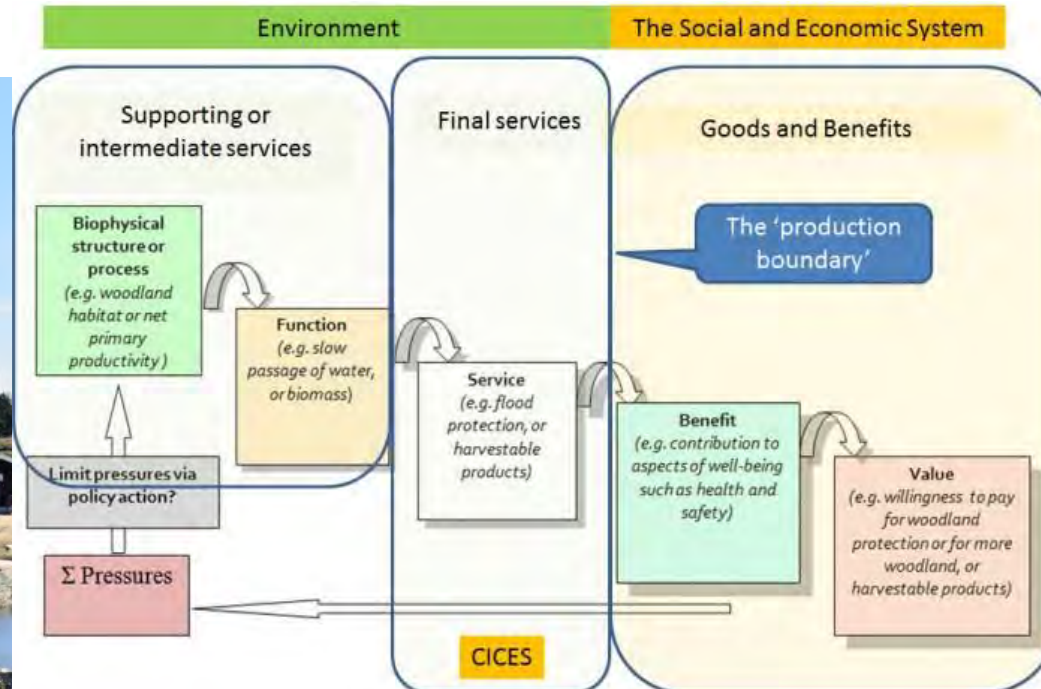 Environment
The Social and Economic System
Supporting or
intermediate services
Final services
Goods and Benefits
Biophysical
structure or
process
(e.g. woodland
habitat or net
primary
productivity )
The ‘production
boundary’
Function
(e.g. slow
passage of water,
or biomass)
Service
(e.g. flood
protection, or
harvestable
products)
Benefit
(e.g. contribution to
aspects of well-being
such as health and
safety)
Value
(e.g. willingness to pay
for woodland
protection or for more
woodland, or
harvestable products)
Limit pressures via
policy action?
Σ Pressures
CICES